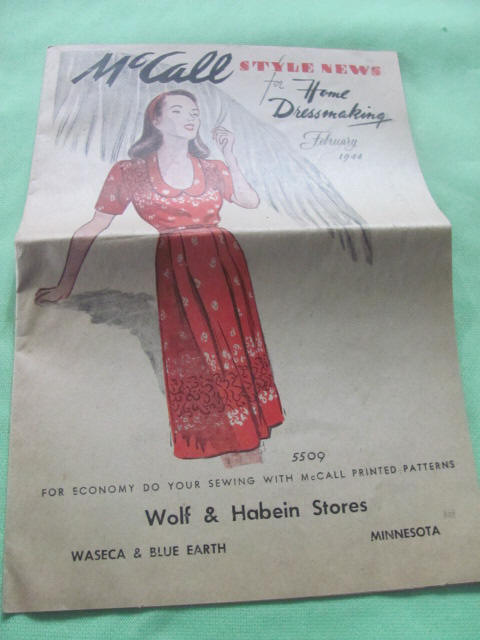 McCall STYLE NEWS
for Home
Dressmaking
February
1944
5509
FOR ECONOMY DO YOUR SEWING WITH McCALL PRINTED PATTERNS
Wolf & Habein Stores
WASECA & BLUE EARTH MINNESOTA